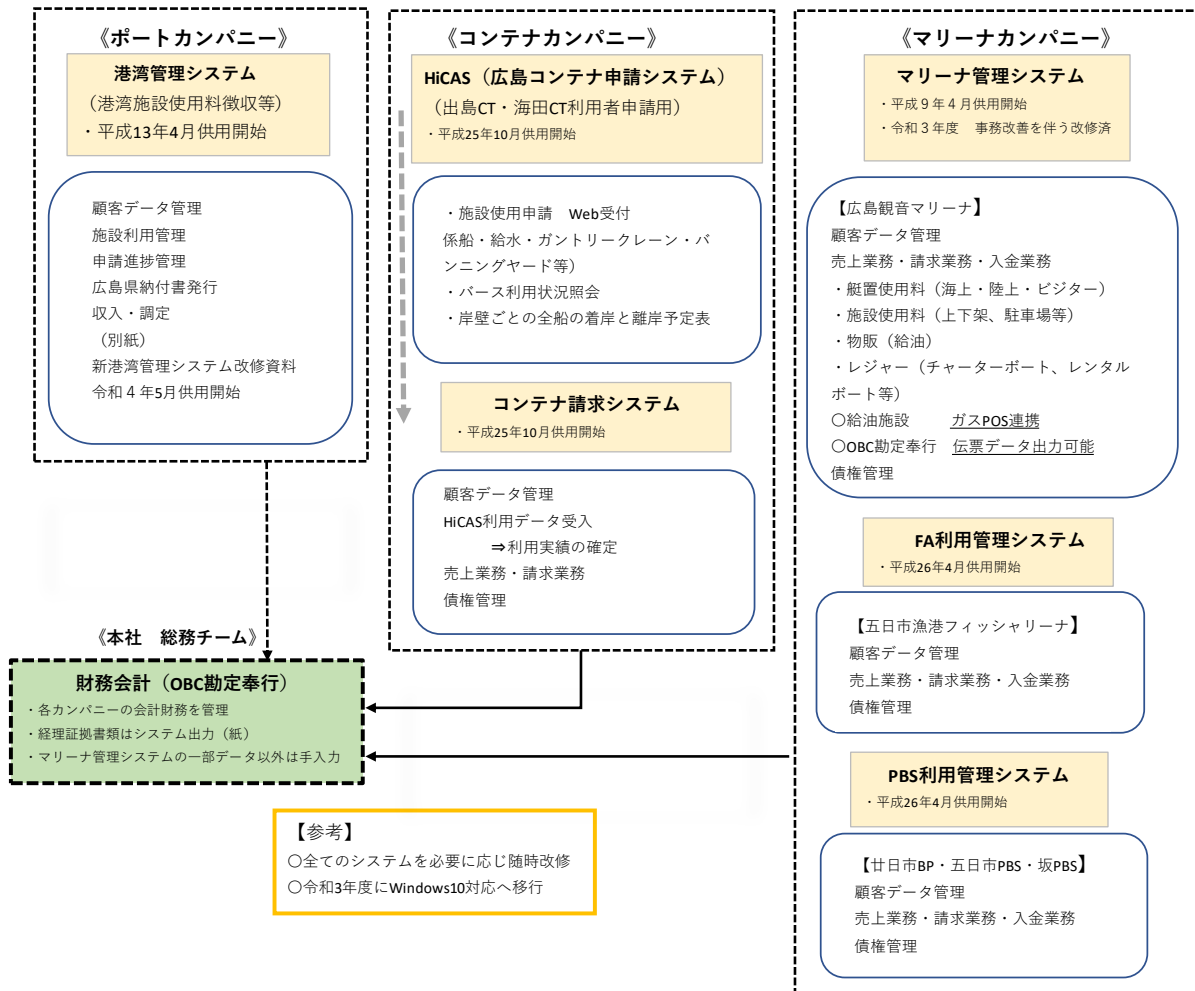 《ポートカンパニー》
港湾管理システム
（港湾施設使用料徴収等）
・平成13年4月供用開始
顧客データ管理
施設利用管理
申請進捗管理
広島県納付書発行
収入・調定
（別紙）
新港湾管理システム改修資料
令和４年5月供用開始
《コンテナカンパニー》
HiCAS（広島コンテナ申請システム）
（出島CT・海田CT利用者申請用）
・平成25年10月供用開始
・施設使用申請　Web受付
係船・給水・ガントリークレーン・バ
ンニングヤード等）
・バース利用状況照会
・岸壁ごとの全船の着岸と離岸予定表
コンテナ請求システム
・平成25年10月供用開始
顧客データ管理
HiCAS利用データ受入
⇒利用実績の確定
売上業務・請求業務
債権管理
《マリーナカンパニー》
マリーナ管理システム
・平成９年４月供用開始
・令和３年度　事務改善を伴う改修済
【広島観音マリーナ】
顧客データ管理
売上業務・請求業務・入金業務
・艇置使用料（海上・陸上・ビジター）
・施設使用料（上下架、駐車場等）
・物販（給油）
・レジャー（チャーターボート、レンタル
ボート等）
〇給油施設　ガスPOS連携
〇OBC勘定奉行　伝票データ出力可能
債権管理
FA利用管理システム
・平成26年4月供用開始
【五日市漁港フィッシャリーナ】
顧客データ管理
売上業務・請求業務・入金業務
債権管理
PBS利用管理システム
・平成26年4月供用開始
【廿日市BP・五日市PBS・坂PBS】
顧客データ管理
売上業務・請求業務・入金業務
債権管理
《本社　総務チーム》
財務会計（OBC勘定奉行）
・各カンパニーの会計財務を管理
・経理証拠書類はシステム出力（紙）
・マリーナ管理システムの一部データ以外は手入力
【参考】
〇全てのシステムを必要に応じ随時改修
〇令和3年度にWindows10対応へ移行